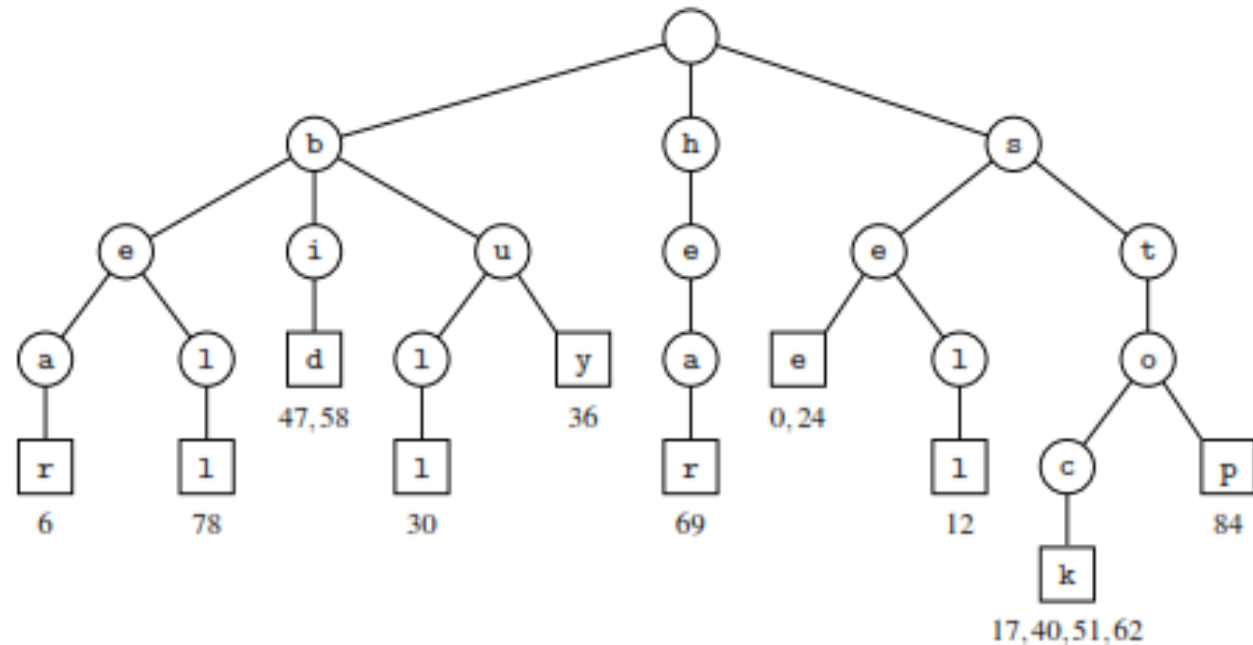 b h s
e i u e e t
a l d l y a e l o
47,58 36 0,24
r l l r l c p
6 78 30 69 12 84
k
17,40,51,62